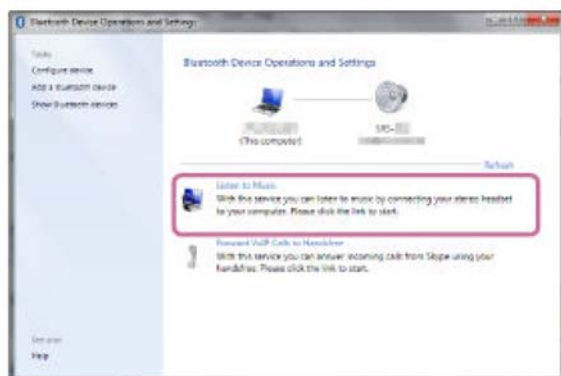 Bluetooth Device Operations and Settings
Tasks
Configure device
Add a Bluetooth device
Show Bluetooth devices
Bluetooth Device Operations and Settings
(This computer)
SRS-
Refresh
Listen to Music
With this service you can listen to music by connecting your stereo headset
to your computer. Please click the link to start.
Forward VoIP Calls to Handsfree
With this service you can answer incoming calls from Skype using your
handsfree. Please click the link to start.
See also
Help